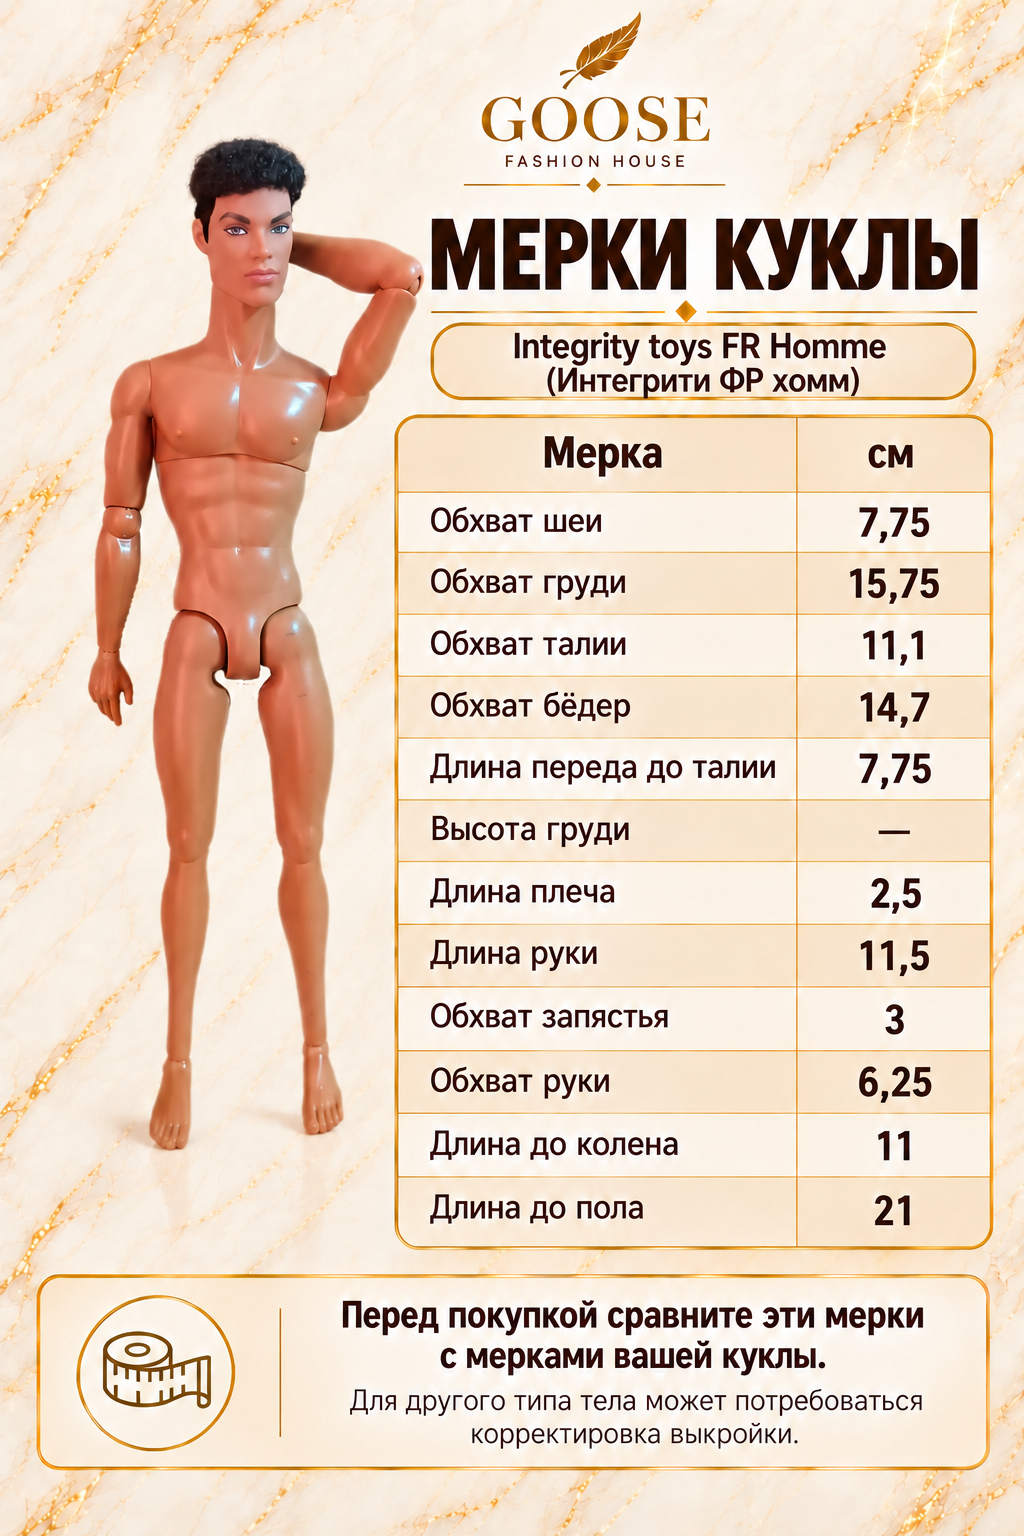 GOOSE
FASHION HOUSE
МЕРКИ КУКЛЫ
Integrity toys FR Homme
(Интегрити ФР хомм)
Мерка см
Обхват шеи 7,75
Обхват груди 15,75
Обхват талии 11,1
Обхват бёдер 14,7
Длина переда до талии 7,75
Высота груди —
Длина плеча 2,5
Длина руки 11,5
Обхват запястья 3
Обхват руки 6,25
Длина до колена 11
Длина до пола 21
Перед покупкой сравните эти мерки
с мерками вашей куклы.
Для другого типа тела может потребоваться
корректировка выкройки.